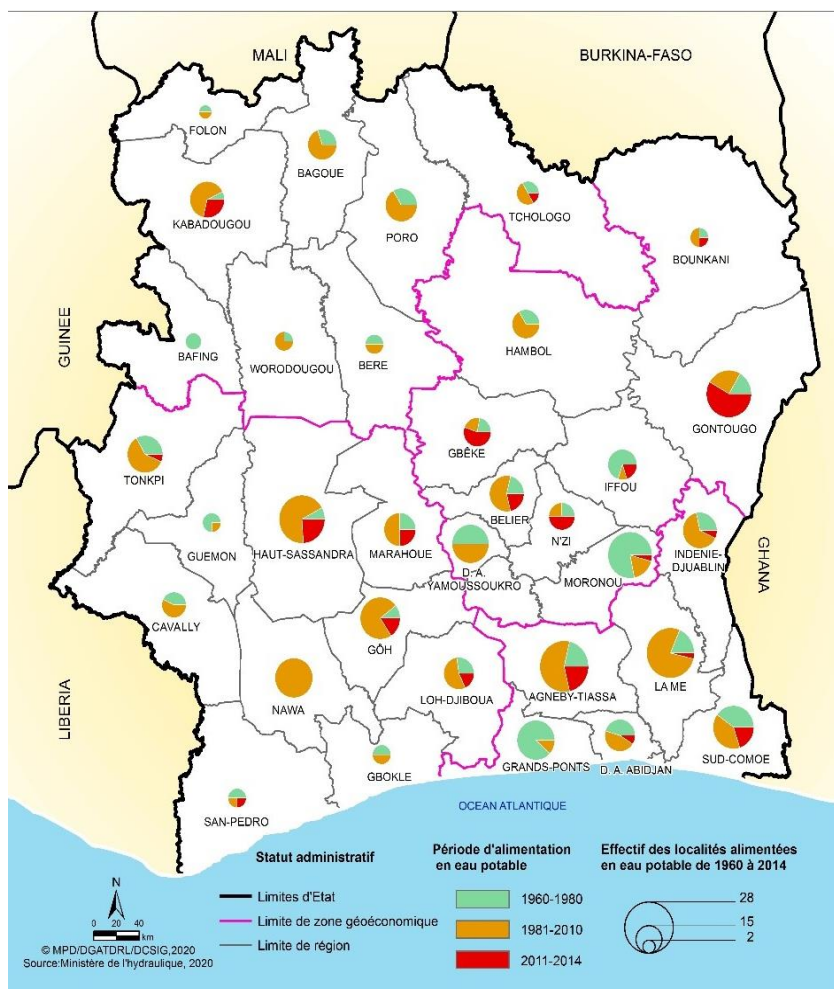 MALI
BURKINA-FASO
FOLON
BAGOUE
KABADOUGOU
PORO
TCHOLOGO
BOUNKANI
GUINEE
BAFING
WORODOUGOU
BERE
HAMBOL
GONTOUGO
GBÊKE
TONKPI
IFFOU
BELIER
N'ZI
GUEMON
HAUT-SASSANDRA
MARAHOUE
D. A.
YAMOUSSOUKRO
MORONOU
INDENIE-
DJUABLIN
GHANA
CAVALLY
GÔH
LIBERIA
NAWA
LOH-DJIBOUA
AGNEBY-TIASSA
LA ME
GBOKLE
GRANDS-PONTS
D. A. ABIDJAN
SUD-COMOE
SAN-PEDRO
OCEAN ATLANTIQUE
Statut administratif
Limites d'Etat
Limite de zone géoéconomique
Limite de région
Période d'alimentation
en eau potable
1960-1980
1981-2010
2011-2014
Effectif des localités alimentées
en eau potable de 1960 à 2014
28
15
2
N
0 20 40
km
© MPD/DGATDRL/DCSIG,2020
Source:Ministère de l'hydraulique, 2020